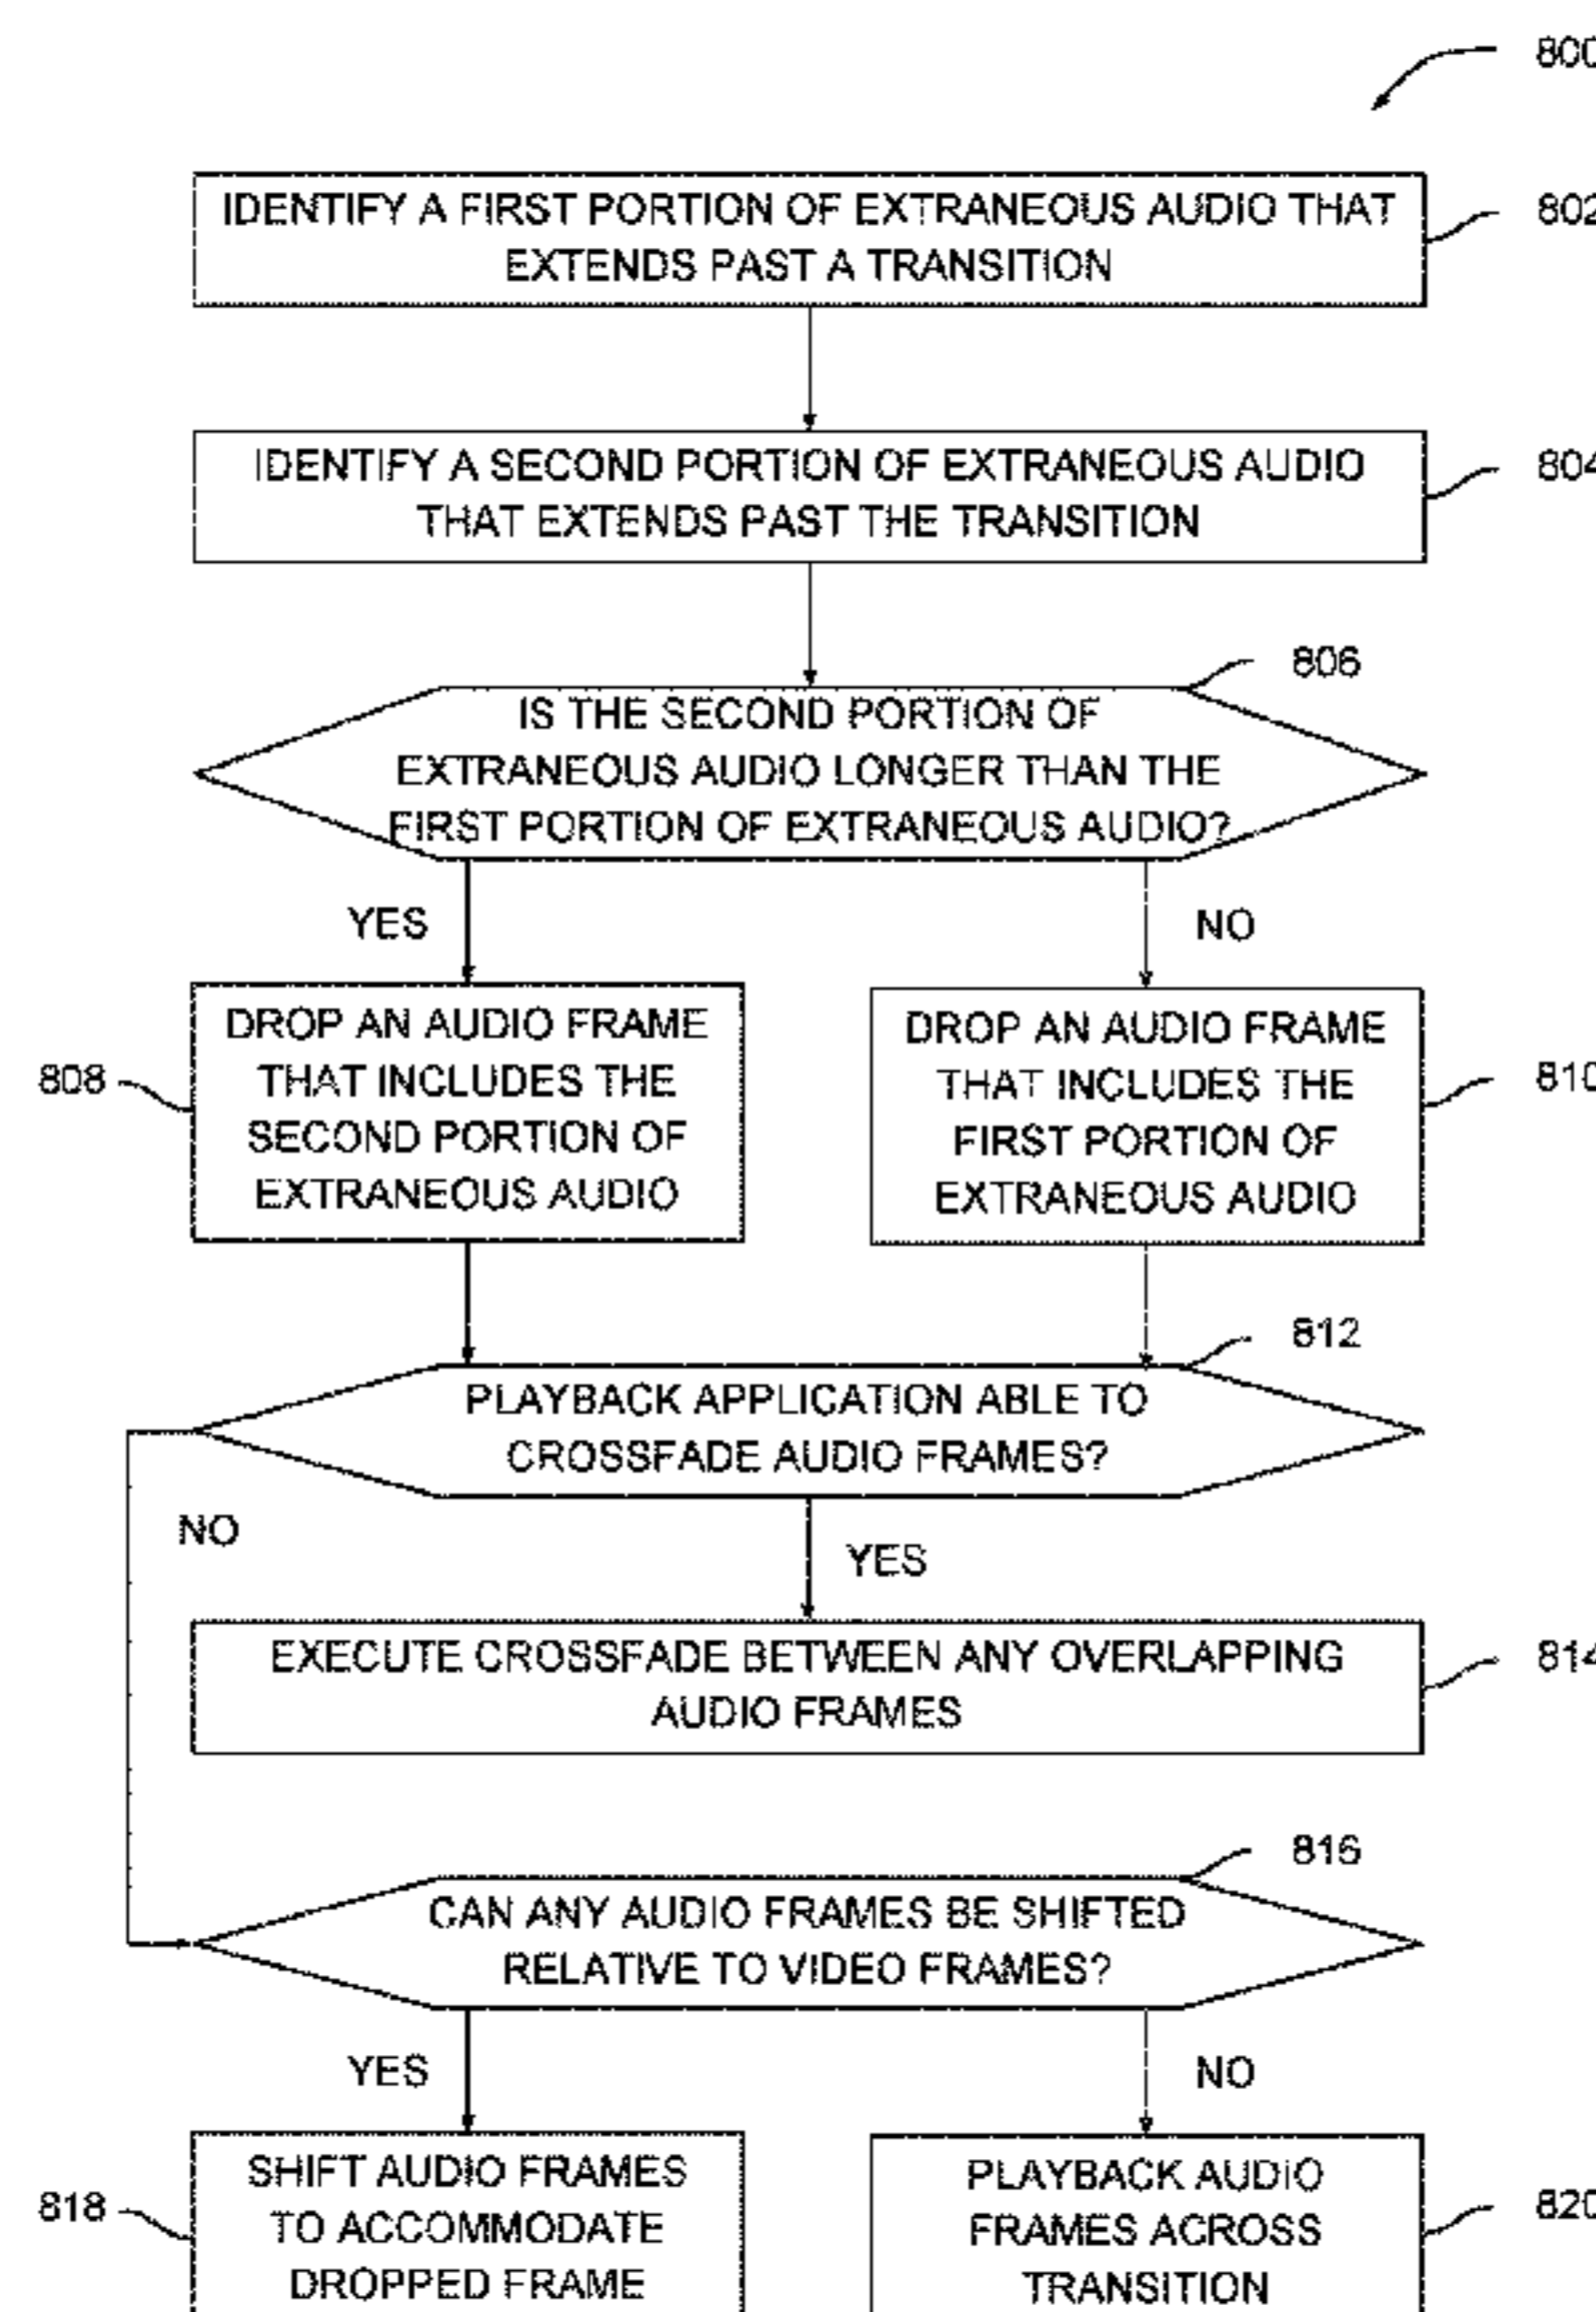 800
IDENTIFY A FIRST PORTION OF EXTRANEOUS AUDIO THAT
EXTENDS PAST A TRANSITION
802
IDENTIFY A SECOND PORTION OF EXTRANEOUS AUDIO
THAT EXTENDS PAST THE TRANSITION
804
806
IS THE SECOND PORTION OF
EXTRANEOUS AUDIO LONGER THAN THE
FIRST PORTION OF EXTRANEOUS AUDIO?
YES
NO
808
DROP AN AUDIO FRAME
THAT INCLUDES THE
SECOND PORTION OF
EXTRANEOUS AUDIO
DROP AN AUDIO FRAME
THAT INCLUDES THE
FIRST PORTION OF
EXTRANEOUS AUDIO
810
812
PLAYBACK APPLICATION ABLE TO
CROSSFADE AUDIO FRAMES?
NO
YES
EXECUTE CROSSFADE BETWEEN ANY OVERLAPPING
AUDIO FRAMES
814
816
CAN ANY AUDIO FRAMES BE SHIFTED
RELATIVE TO VIDEO FRAMES?
YES
NO
818
SHIFT AUDIO FRAMES
TO ACCOMMODATE
DROPPED FRAME
PLAYBACK AUDIO
FRAMES ACROSS
TRANSITION
820